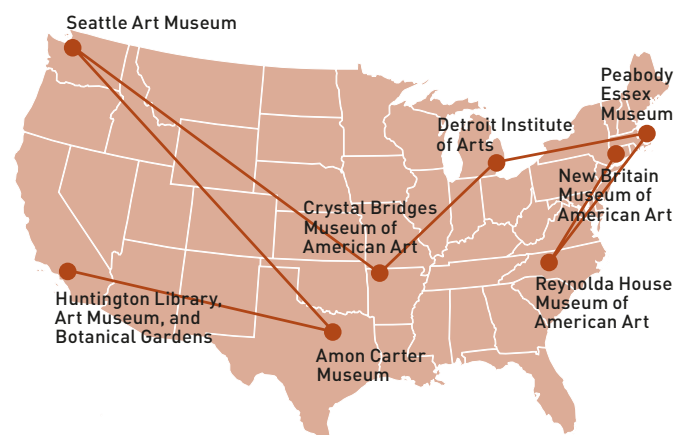 Seattle Art Museum
Peabody
Essex
Museum
Detroit Institute
of Arts
New Britain
Museum of
American Art
Crystal Bridges
Museum of
American Art
Reynolda House
Museum of
American Art
Huntington Library,
Art Museum, and
Botanical Gardens
Amon Carter
Museum